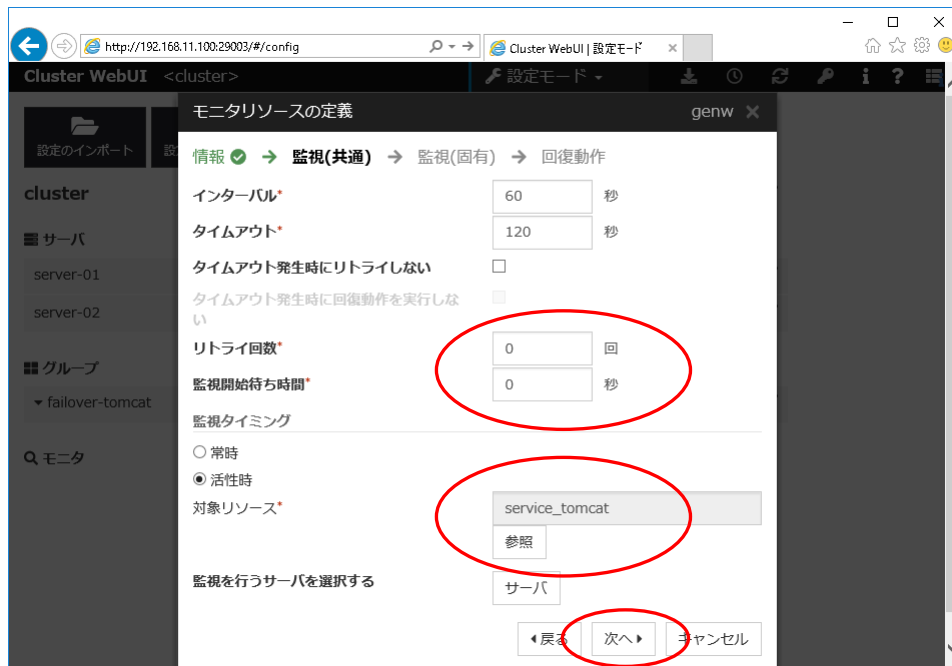 http://192.168.11.100:29003/#/config
Cluster WebUI | 設定モード
Cluster WebUI <cluster>
設定モード
モニタリソースの定義 genw
設定のインポート
情報 → 監視(共通) → 監視(固有) → 回復動作
cluster
インターバル* 60 秒
サーバ
タイムアウト* 120 秒
server-01
タイムアウト発生時にリトライしない
server-02
タイムアウト発生時に回復動作を実行しな
い
リトライ回数* 0 回
グループ
監視開始待ち時間* 0 秒
failover-tomcat
監視タイミング
モニタ
常時
活性時
対象リソース* service_tomcat
参照
監視を行うサーバを選択する サーバ
戻る 次へ キャンセル